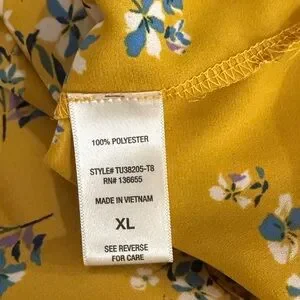 100% POLYESTER
STYLE# TU38205-T8
RN# 136655
MADE IN VIETNAM
XL
SEE REVERSE
FOR CARE